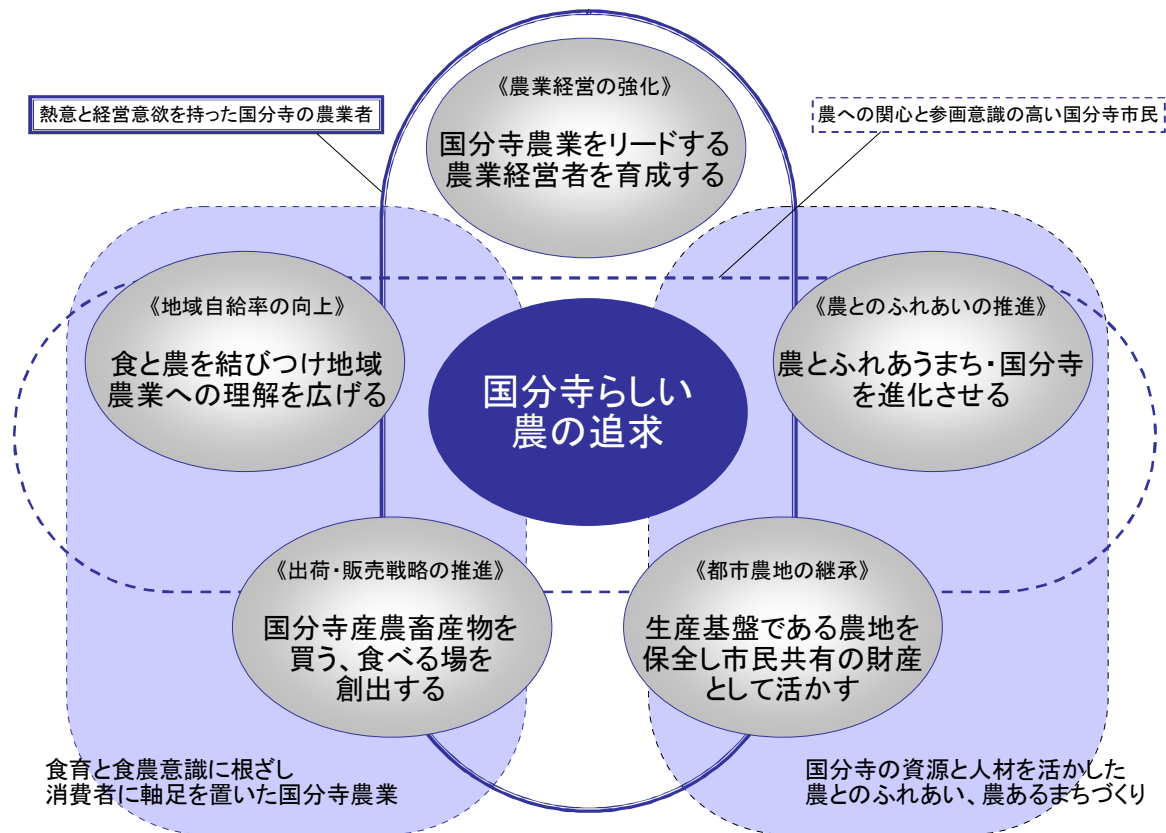 《農業経営の強化》
国分寺農業をリードする
農業経営者を育成する
熱意と経営意欲を持った国分寺の農業者
農への関心と参画意識の高い国分寺市民
《地域自給率の向上》
食と農を結びつけ地域
農業への理解を広げる
国分寺らしい
農の追求
《農とのふれあいの推進》
農とふれあうまち・国分寺
を進化させる
《出荷・販売戦略の推進》
国分寺産農畜産物を
買う、食べる場を
創出する
《都市農地の継承》
生産基盤である農地を
保全し市民共有の財産
として活かす
食育と食農意識に根ざし
消費者に軸足を置いた国分寺農業
国分寺の資源と人材を活かした
農とのふれあい、農あるまちづくり